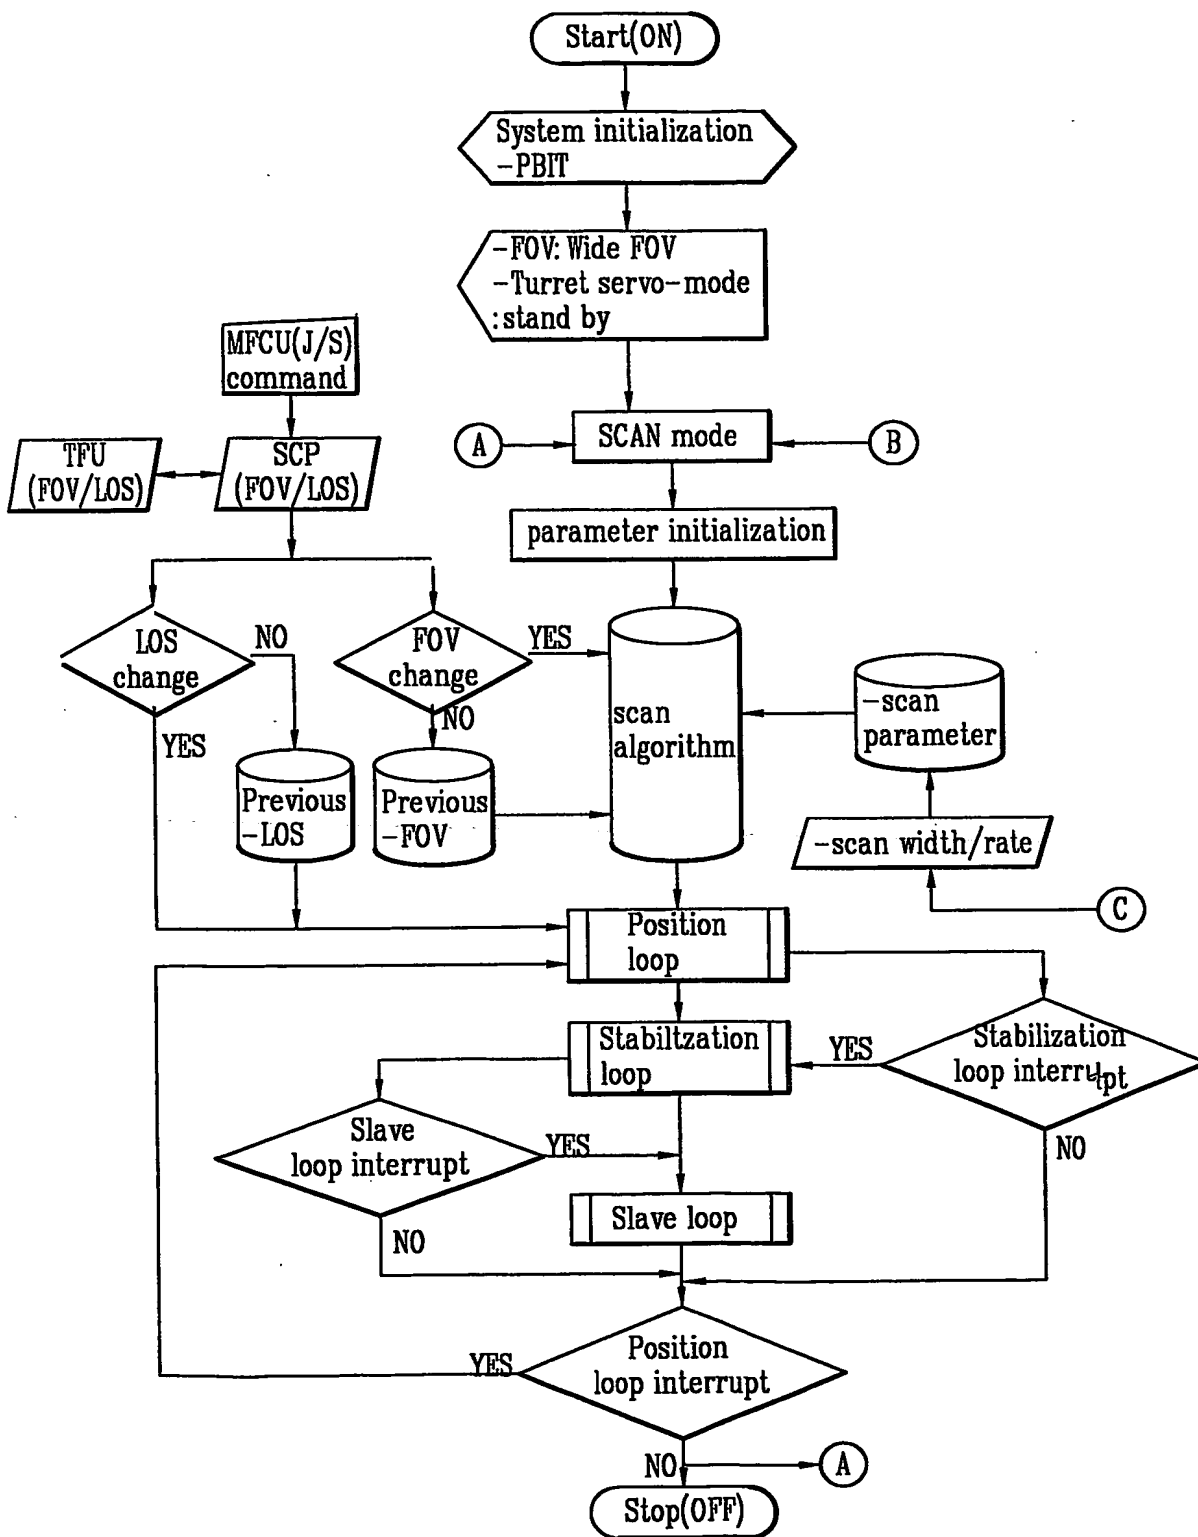 Start(ON)
System initialization
-PBIT
-FOV: Wide FOV
-Turret servo-mode
:stand by
MFCU(J/S)
command
TFU
(FOV/LOS)
SCP
(FOV/LOS)
A
SCAN mode
B
parameter initialization
LOS
change
NO
YES
FOV
change
YES
NO
Previous
-LOS
Previous
-FOV
scan
algorithm
-scan
parameter
-scan width/rate
C
Position
loop
Stabiltzation
loop
YES
Stabilization
loop interrupt
NO
Slave
loop interrupt
YES
NO
Slave loop
Position
loop interrupt
YES
NO
A
Stop(OFF)